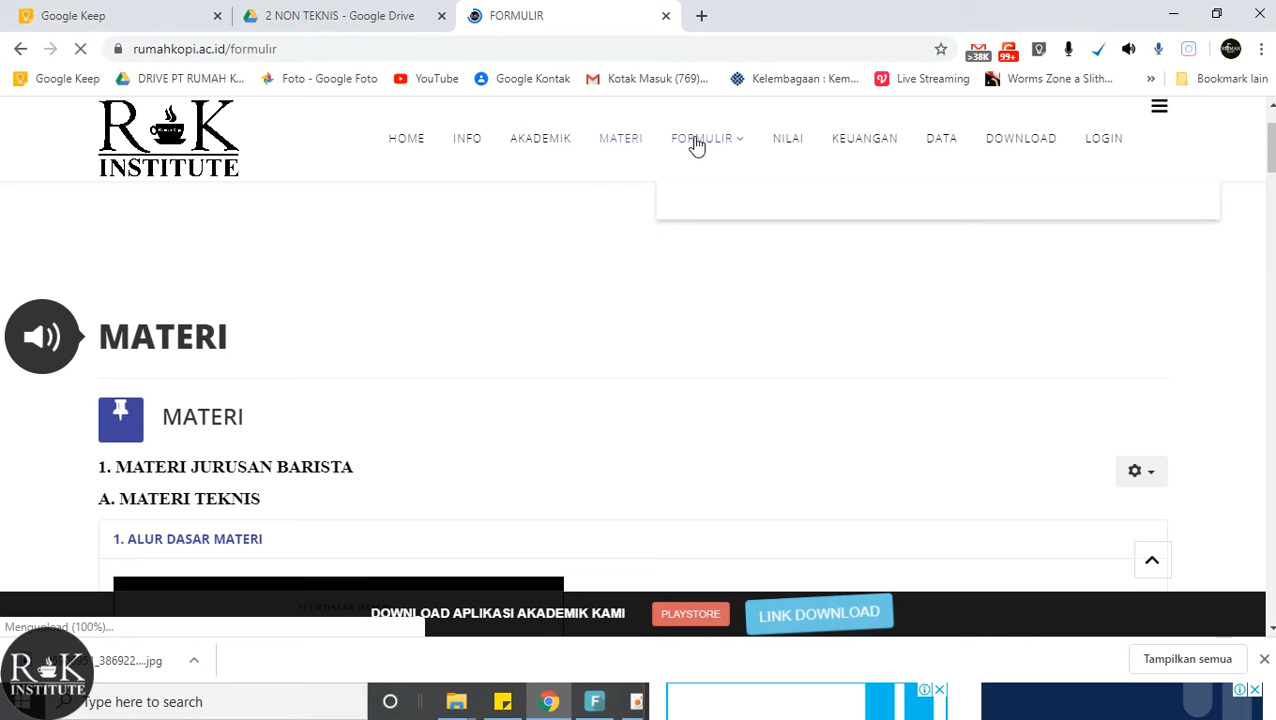 Google Keep
2 NON TEKNIS - Google Drive
FORMULIR
rumahkopi.ac.id/formulir
>38K
99+
Google Keep
DRIVE PT RUMAH K...
Foto - Google Foto
YouTube
Google Kontak
Kotak Masuk (769)...
Kelembagaan : Kem...
Live Streaming
Worms Zone a Slith...
»
Bookmark lain
R K
INSTITUTE
HOME
INFO
AKADEMIK
MATERI
FORMULIR
NILAI
KEUANGAN
DATA
DOWNLOAD
LOGIN
MATERI
MATERI
1. MATERI JURUSAN BARISTA
A. MATERI TEKNIS
1. ALUR DASAR MATERI
DOWNLOAD APLIKASI AKADEMIK KAMI
PLAYSTORE
LINK DOWNLOAD
Mengupload (100%)...
_386922....jpg
Tampilkan semua
R K
INSTITUTE
Type here to search